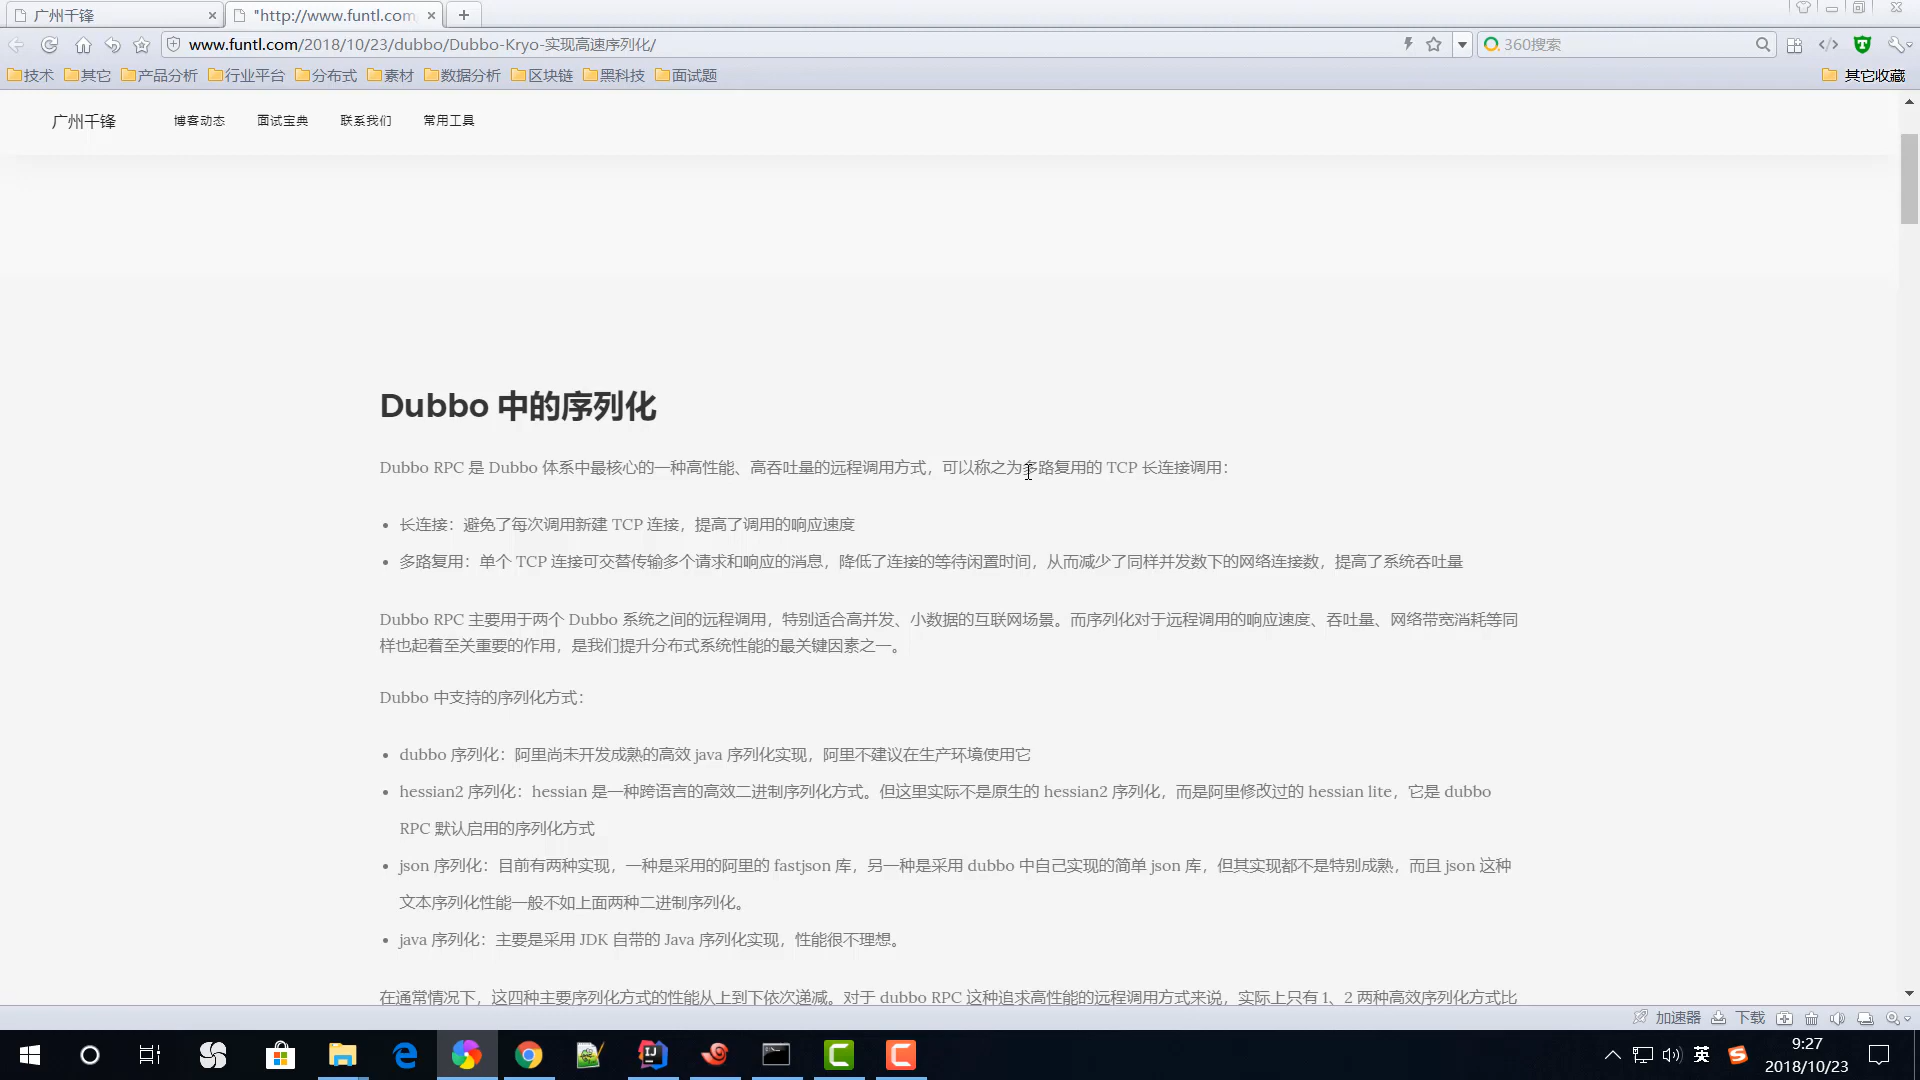 广州千锋
"http://www.funtl.com
www.funtl.com/2018/10/23/dubbo/Dubbo-Kryo-实现高速序列化/
360搜索
技术 其它 产品分析 行业平台 分布式 素材 数据分析 区块链 黑科技 面试题
其它收藏
广州千锋 博客动态 面试宝典 联系我们 常用工具
Dubbo 中的序列化
Dubbo RPC 是 Dubbo 体系中最核心的一种高性能、高吞吐量的远程调用方式，可以称之为多路复用的 TCP 长连接调用：
长连接：避免了每次调用新建 TCP 连接，提高了调用的响应速度
多路复用：单个 TCP 连接可交替传输多个请求和响应的消息，降低了连接的等待闲置时间，从而减少了同样并发数下的网络连接数，提高了系统吞吐量
Dubbo RPC 主要用于两个 Dubbo 系统之间的远程调用，特别适合高并发、小数据的互联网场景。而序列化对于远程调用的响应速度、吞吐量、网络带宽消耗等同
样也起着至关重要的作用，是我们提升分布式系统性能的最关键因素之一。
Dubbo 中支持的序列化方式：
dubbo 序列化：阿里尚未开发成熟的高效 java 序列化实现，阿里不建议在生产环境使用它
hessian2 序列化：hessian 是一种跨语言的高效二进制序列化方式。但这里实际不是原生的 hessian2 序列化，而是阿里修改过的 hessian lite，它是 dubbo
RPC 默认启用的序列化方式
json 序列化：目前有两种实现，一种是采用的阿里的 fastjson 库，另一种是采用 dubbo 中自己实现的简单 json 库，但其实现都不是特别成熟，而且 json 这种
文本序列化性能一般不如上面两种二进制序列化。
java 序列化：主要是采用 JDK 自带的 Java 序列化实现，性能很不理想。
在通常情况下，这四种主要序列化方式的性能从上到下依次递减。对于 dubbo RPC 这种追求高性能的远程调用方式来说，实际上只有 1、2 两种高效序列化方式比
加速器 下载
英
9:27
2018/10/23